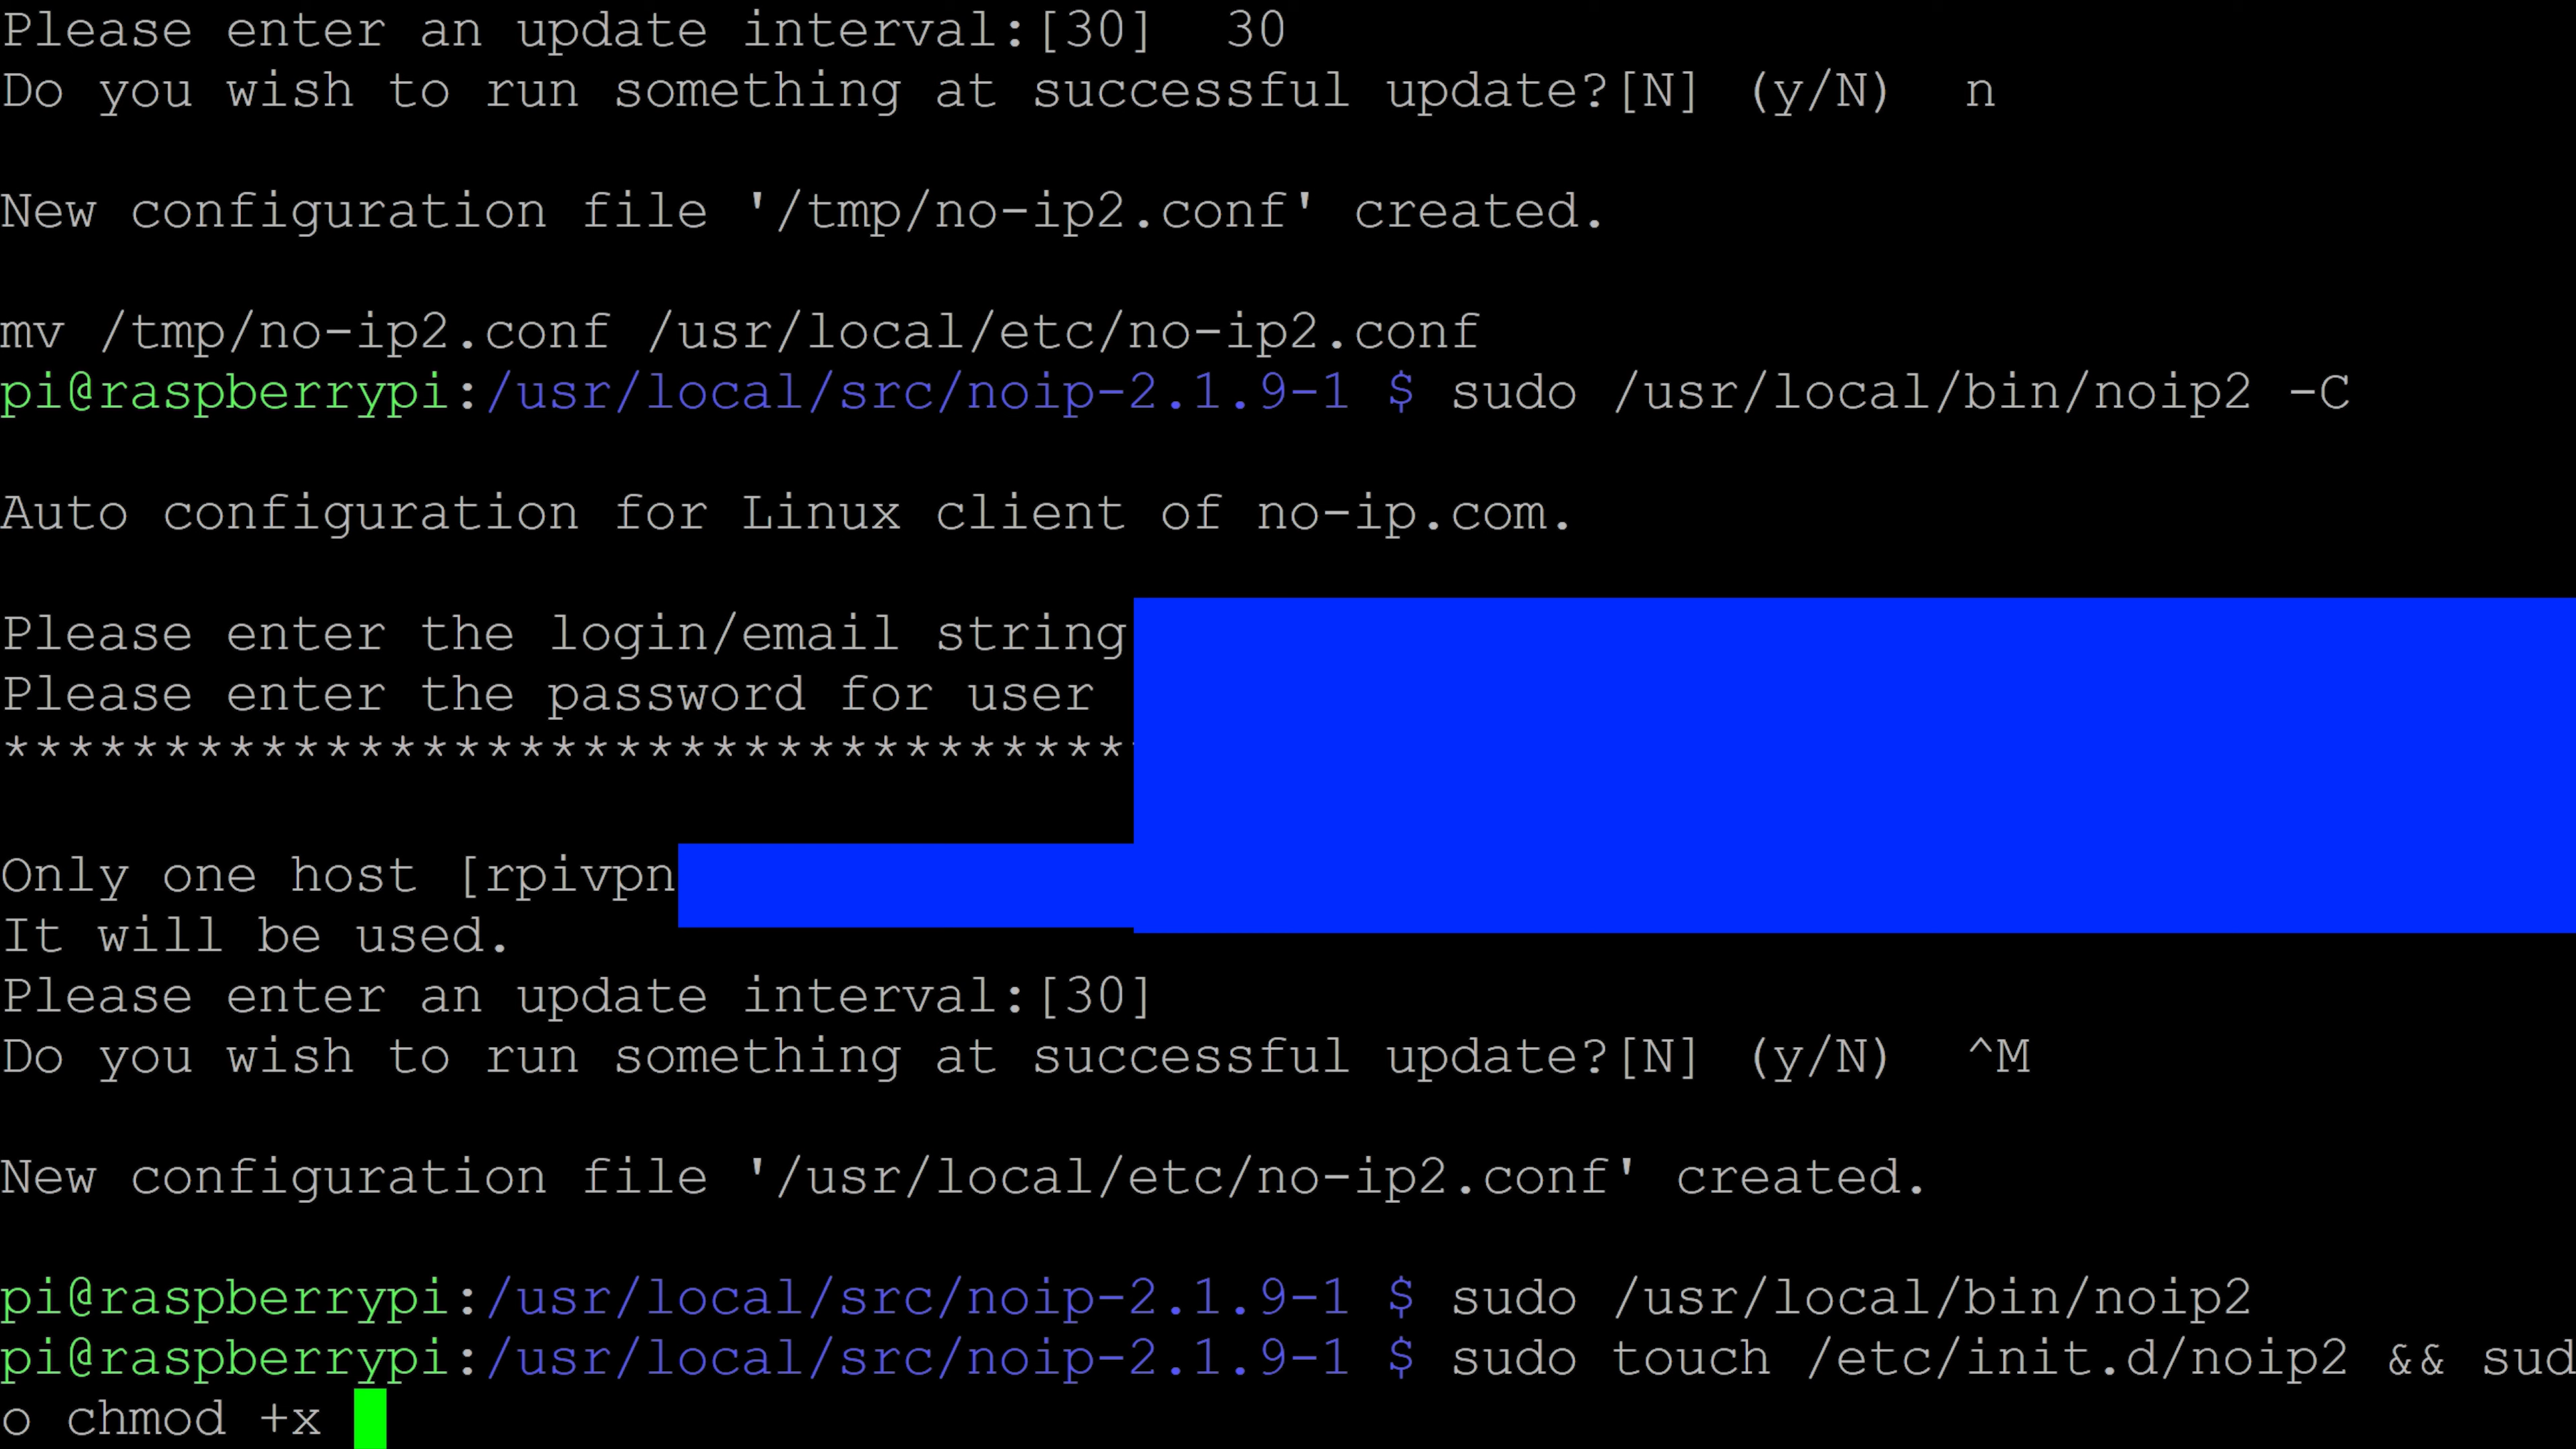 Please enter an update interval:[30]  30
Do you wish to run something at successful update?[N] (y/N)  n
New configuration file '/tmp/no-ip2.conf' created.
mv /tmp/no-ip2.conf /usr/local/etc/no-ip2.conf
pi@raspberrypi:/usr/local/src/noip-2.1.9-1 $ sudo /usr/local/bin/noip2 -C
Auto configuration for Linux client of no-ip.com.
Please enter the login/email string
Please enter the password for user
***********************************
Only one host [rpivpn
It will be used.
Please enter an update interval:[30]
Do you wish to run something at successful update?[N] (y/N)  ^M
New configuration file '/usr/local/etc/no-ip2.conf' created.
pi@raspberrypi:/usr/local/src/noip-2.1.9-1 $ sudo /usr/local/bin/noip2
pi@raspberrypi:/usr/local/src/noip-2.1.9-1 $ sudo touch /etc/init.d/noip2 && sud
o chmod +x